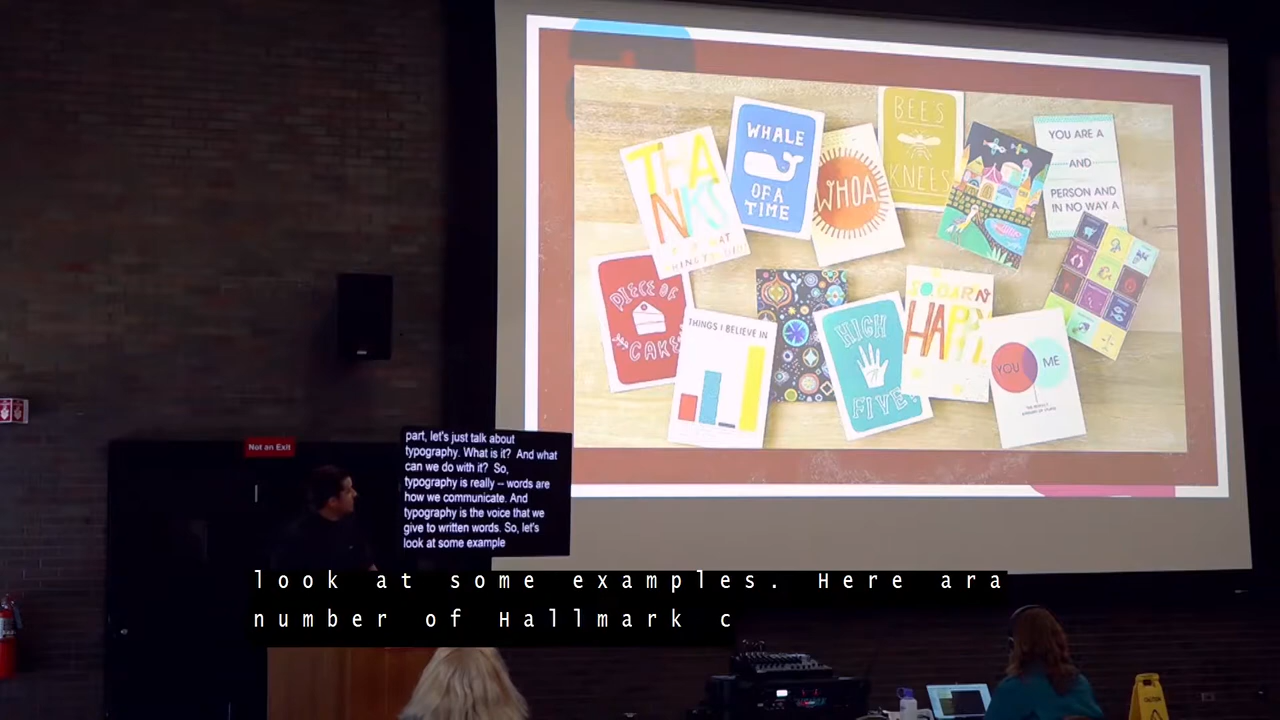 BEES
KNEES
WHALE
OF A
TIME
YOU ARE A
AND
PERSON AND
IN NO WAY A
THA
NKS
WHOA
PIECE OF
CAKE
THINGS I BELIEVE IN
HIGH
FIVE
SO DARN
HAPPY
YOU
ME
Not an Exit
part, let's just talk about
typography. What is it? And what
can we do with it? So,
typography is really -- words are
how we communicate. And
typography is the voice that we
give to written words. So, let's
look at some example
look at some examples. Here ara
number of Hallmark c
CAUTION